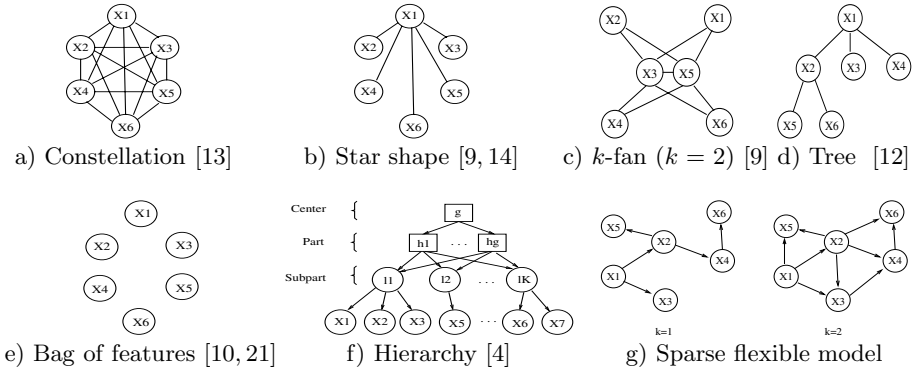 X1
X2
X3
X4
X5
X6
a) Constellation [13]
X1
X2
X3
X4
X5
X6
b) Star shape [9, 14]
X2
X1
X3
X5
X4
X6
c) k-fan (k = 2) [9]
X1
X2
X3
X4
X5
X6
d) Tree [12]
X1
X2
X3
X4
X5
X6
e) Bag of features [10, 21]
Center { g
Part { h1 . . . hg
Subpart { l1 l2 . . . lK
X1 X2 X3 X5 . . . X6 X7
f) Hierarchy [4]
X6
X5
X2
X4
X1
X3
k=1
X6
X5
X2
X4
X1
X3
k=2
g) Sparse flexible model